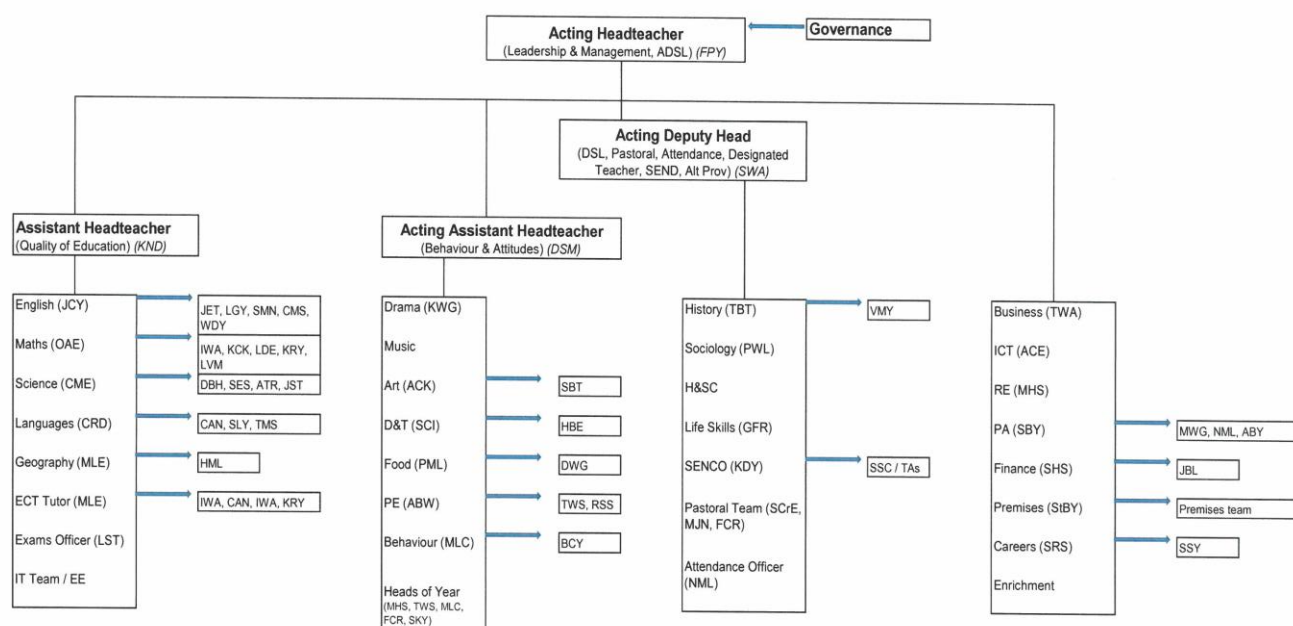 Acting Headteacher
(Leadership & Management, ADSL) (FPY)
Governance
Acting Deputy Head
(DSL, Pastoral, Attendance, Designated
Teacher, SEND, Alt Prov) (SWA)
Assistant Headteacher
(Quality of Education) (KND)
Acting Assistant Headteacher
(Behaviour & Attitudes) (DSM)
English (JCY)
JET, LGY, SMN, CMS,
WDY
Maths (OAE)
IWA, KCK, LDE, KRY,
LVM
Science (CME)
DBH, SES, ATR, JST
Languages (CRD)
CAN, SLY, TMS
Geography (MLE)
HML
ECT Tutor (MLE)
IWA, CAN, IWA, KRY
Exams Officer (LST)
IT Team / EE
Drama (KWG)
Music
Art (ACK)
SBT
D&T (SCI)
HBE
Food (PML)
DWG
PE (ABW)
TWS, RSS
Behaviour (MLC)
BCY
Heads of Year
(MHS, TWS, MLC,
FCR, SKY)
History (TBT)
VMY
Sociology (PWL)
H&SC
Life Skills (GFR)
SENCO (KDY)
SSC / TAs
Pastoral Team (SCrE,
MJN, FCR)
Attendance Officer
(NML)
Business (TWA)
ICT (ACE)
RE (MHS)
PA (SBY)
MWG, NML, ABY
Finance (SHS)
JBL
Premises (StBY)
Premises team
Careers (SRS)
SSY
Enrichment